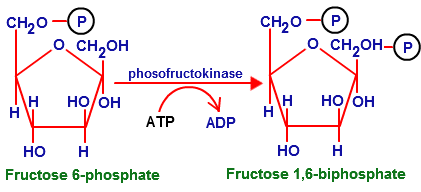 CH₂O P
O CH₂OH
H H HO OH
HO H
phosofructokinase
ATP ADP
CH₂O P
O CH₂OH P
H H HO OH
HO H
Fructose 6-phosphate
Fructose 1,6-biphosphate